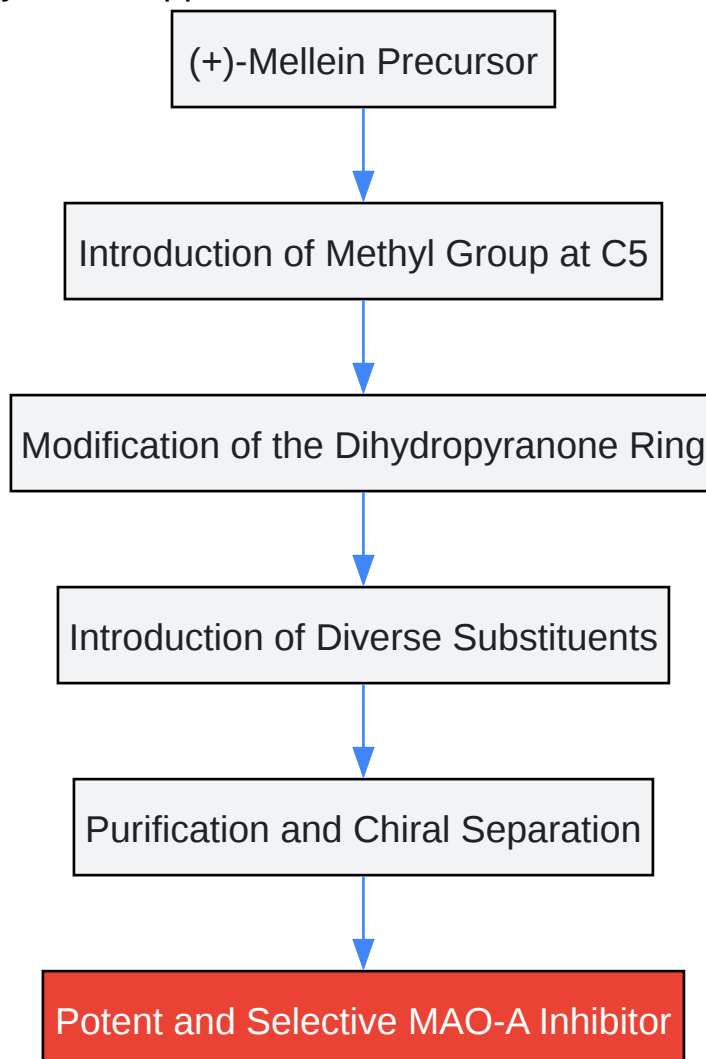 (+)-Mellein Precursor
Introduction of Methyl Group at C5
Modification of the Dihydropyranone Ring
Introduction of Diverse Substituents
Purification and Chiral Separation
Potent and Selective MAO-A Inhibitor